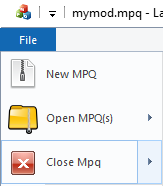 mymod.mpq - La
File
New MPQ
Open MPQ(s)
Close Mpq